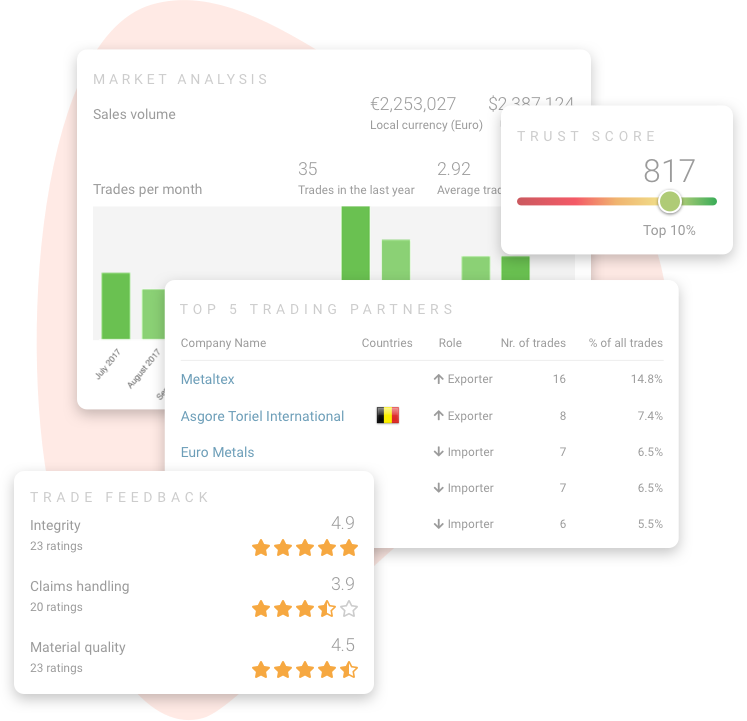 MARKET ANALYSIS
Sales volume
€2,253,027
Local currency (Euro)
$2,387,124
Trades per month
35
Trades in the last year
2.92
Average
July 2017
August 2017
TRUST SCORE
817
Top 10%
TOP 5 TRADING PARTNERS
Company Name Countries Role Nr. of trades % of all trades
Metaltex Exporter 16 14.8%
Asgore Toriel International Exporter 8 7.4%
Euro Metals Importer 7 6.5%
Importer 7 6.5%
Importer 6 5.5%
TRADE FEEDBACK
Integrity 4.9
23 ratings
Claims handling 3.9
20 ratings
Material quality 4.5
23 ratings